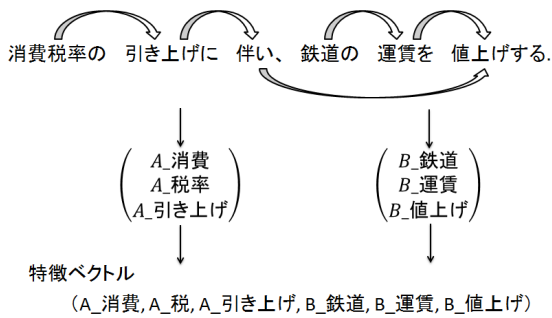 消費税率の 引き上げに 伴い、 鉄道の 運賃を 値上げする.
A_消費 B_鉄道
A_税率 B_運賃
A_引き上げ B_値上げ
特徴ベクトル
(A_消費, A_税, A_引き上げ, B_鉄道, B_運賃, B_値上げ)